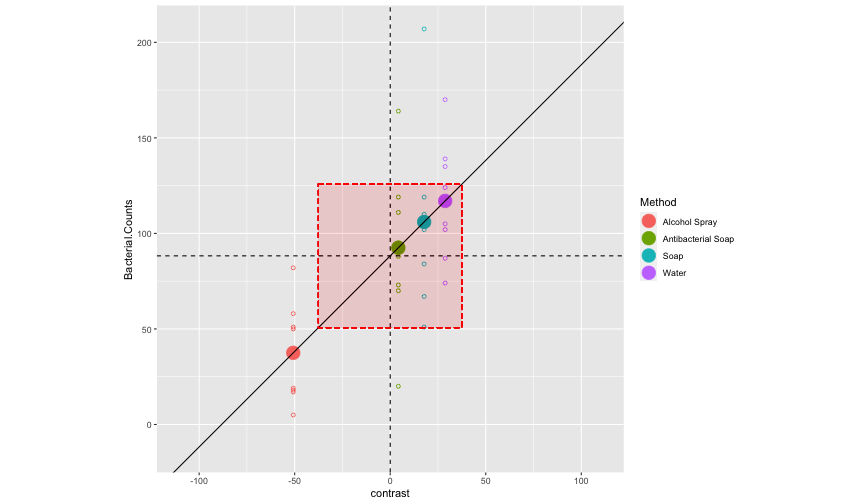 200
150
100
50
0
Bacterial.Counts
-100 -50 0 50 100
contrast
Method
Alcohol Spray
Antibacterial Soap
Soap
Water